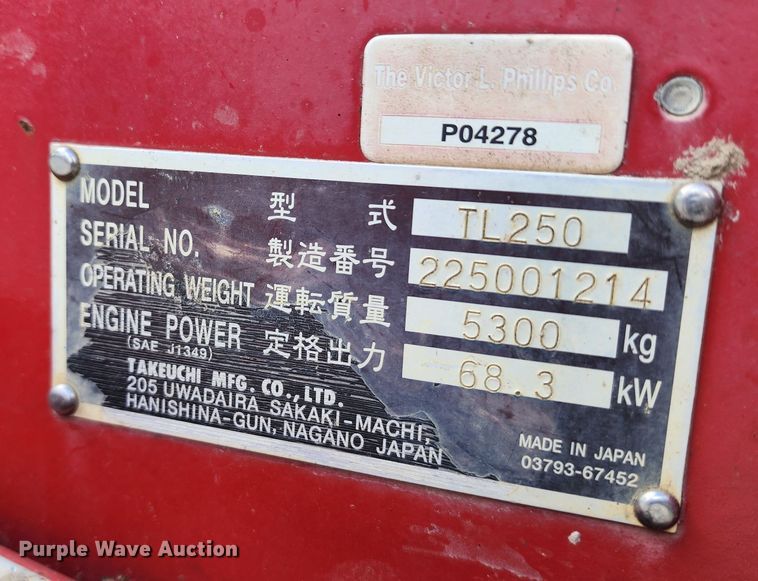 The Victor L. Phillips Co.
P04278
MODEL 型 式 TL250
SERIAL NO. 製造番号 225001214
OPERATING WEIGHT 運転質量 5300 kg
ENGINE POWER 定格出力 68.3 kW
(SAE J1349)
TAKEUCHI MFG. CO., LTD.
205 UWADAIRA SAKAKI-MACHI,
HANISHINA-GUN, NAGANO JAPAN
MADE IN JAPAN
03793-67452
Purple Wave Auction